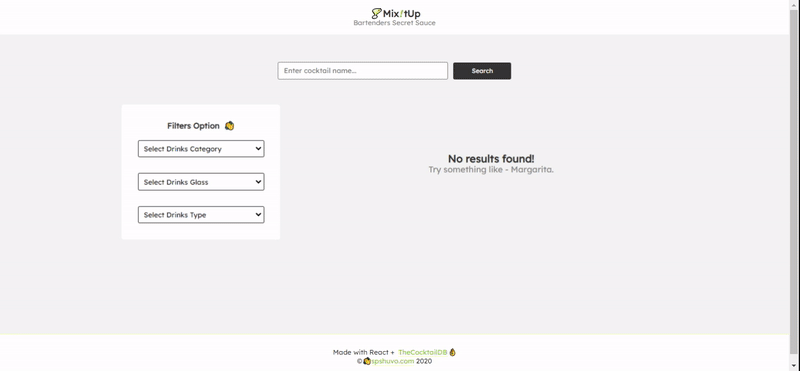 Mix!tUp
Bartenders Secret Sauce
Enter cocktail name...
Search
Filters Option
Select Drinks Category
Select Drinks Glass
Select Drinks Type
No results found!
Try something like - Margarita.
Made with React + TheCocktailDB
© spshuvo.com 2020